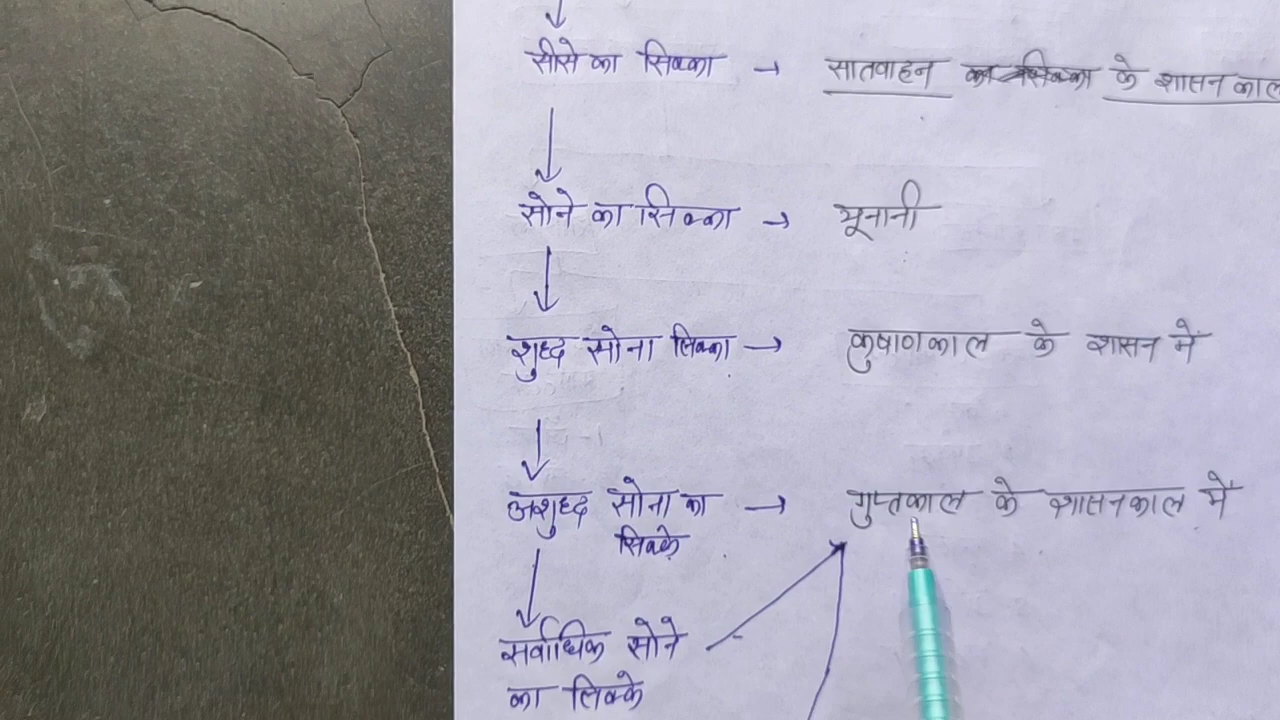 सीसे का सिक्का → सातवाहन के शासन काल
सोने का सिक्का → यूनानी
शुध्द सोना सिक्का → कुषाणकाल के शासन में
अशुध्द सोना का → गुप्तकाल के शासनकाल में
सिक्के
सर्वाधिक सोने
का सिक्के